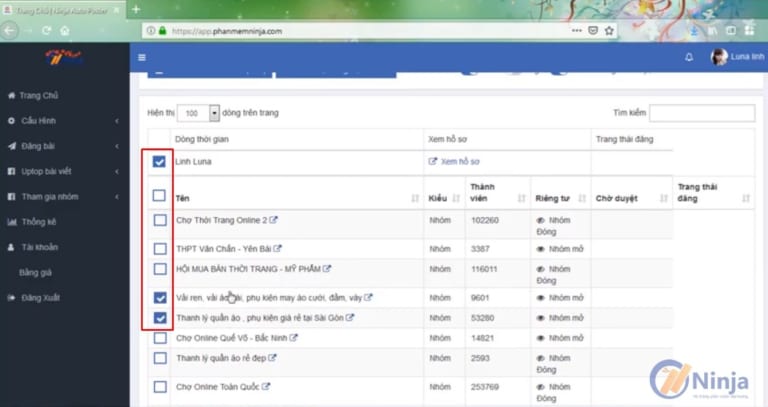 Trang Chủ | Ninja Auto Poster
https://app.phanmemninja.com
Luna linh
Trang Chủ
Cấu Hình
Đăng bài
Uptop bài viết
Tham gia nhóm
Thống kê
Tài khoản
Bảng giá
Đăng Xuất
Hiện thị 100 dòng trên trang
Tìm kiếm
Dòng thời gian Xem hồ sơ Trạng thái đăng
Linh Luna Xem hồ sơ
Tên Kiểu Thành viên Riêng tư Chờ duyệt Trạng thái đăng
Chợ Thời Trang Online 2 Nhóm 102260 Nhóm Đóng
THPT Văn Chấn - Yên Bái Nhóm 3387 Nhóm mở
HỘI MUA BÁN THỜI TRANG - MỸ PHẨM Nhóm 116011 Nhóm Đóng
Vải ren, vải áo dài, phụ kiện may áo cưới, đầm, váy Nhóm 9601 Nhóm mở
Thanh lý quần áo , phụ kiện giá rẻ tại Sài Gòn Nhóm 53280 Nhóm mở
Chợ Online Quế Võ - Bắc Ninh Nhóm 14821 Nhóm mở
Thanh lý quần áo rẻ đẹp Nhóm 2593 Nhóm Đóng
Chợ Online Toàn Quốc Nhóm 253769 Nhóm Đóng
Ninja